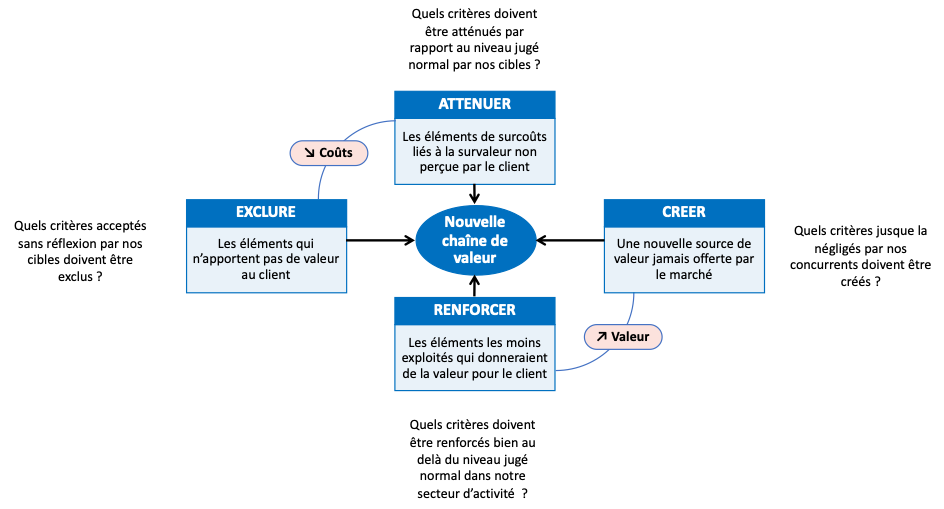 Quels critères doivent
être atténués par
rapport au niveau jugé
normal par nos cibles ?
ATTENUER
Les éléments de surcoûts
liés à la survaleur non
perçue par le client
↘ Coûts
Quels critères acceptés
sans réflexion par nos
cibles doivent être
exclus ?
EXCLURE
Les éléments qui
n’apportent pas de valeur
au client
Nouvelle
chaîne de
valeur
CREER
Une nouvelle source de
valeur jamais offerte par
le marché
Quels critères jusque la
négligés par nos
concurrents doivent être
créés ?
RENFORCER
Les éléments les moins
exploités qui donneraient
de la valeur pour le client
↗ Valeur
Quels critères doivent
être renforcés bien au
delà du niveau jugé
normal dans notre
secteur d’activité ?